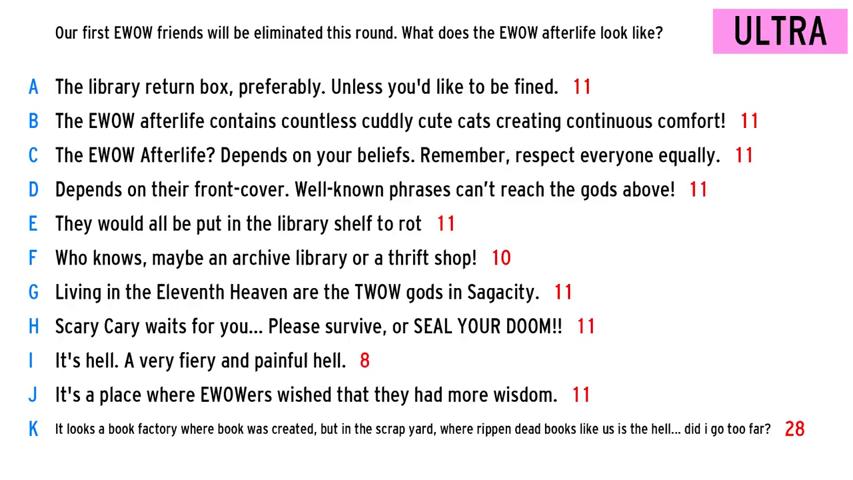 Our first EWOW friends will be eliminated this round. What does the EWOW afterlife look like?
ULTRA
A The library return box, preferably. Unless you'd like to be fined. 11
B The EWOW afterlife contains countless cuddly cute cats creating continuous comfort! 11
C The EWOW Afterlife? Depends on your beliefs. Remember, respect everyone equally. 11
D Depends on their front-cover. Well-known phrases can’t reach the gods above! 11
E They would all be put in the library shelf to rot 11
F Who knows, maybe an archive library or a thrift shop! 10
G Living in the Eleventh Heaven are the TWOW gods in Sagacity. 11
H Scary Cary waits for you... Please survive, or SEAL YOUR DOOM!! 11
I It's hell. A very fiery and painful hell. 8
J It's a place where EWOWers wished that they had more wisdom. 11
K It looks a book factory where book was created, but in the scrap yard, where rippen dead books like us is the hell... did i go too far? 28